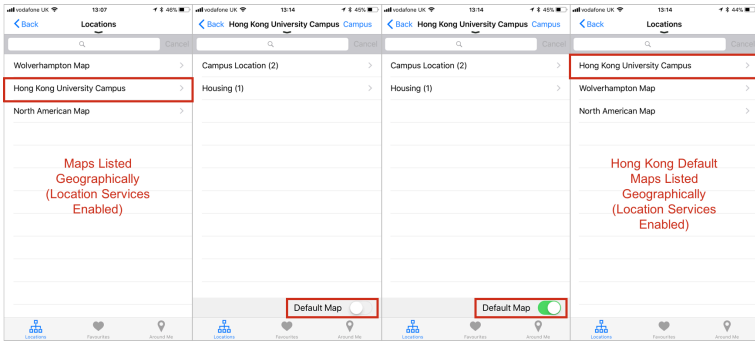 vodafone UK 13:07 46%
Back Locations
Cancel
Wolverhampton Map
Hong Kong University Campus
North American Map
Maps Listed
Geographically
(Location Services
Enabled)
Locations Favourites Around Me
vodafone UK 13:14 45%
Back Hong Kong University Campus Campus
Cancel
Campus Location (2)
Housing (1)
Default Map
Locations Favourites Around Me
vodafone UK 13:14 45%
Back Hong Kong University Campus Campus
Cancel
Campus Location (2)
Housing (1)
Default Map
Locations Favourites Around Me
vodafone UK 13:14 44%
Back Locations
Cancel
Hong Kong University Campus
Wolverhampton Map
North American Map
Hong Kong Default
Maps Listed
Geographically
(Location Services
Enabled)
Locations Favourites Around Me